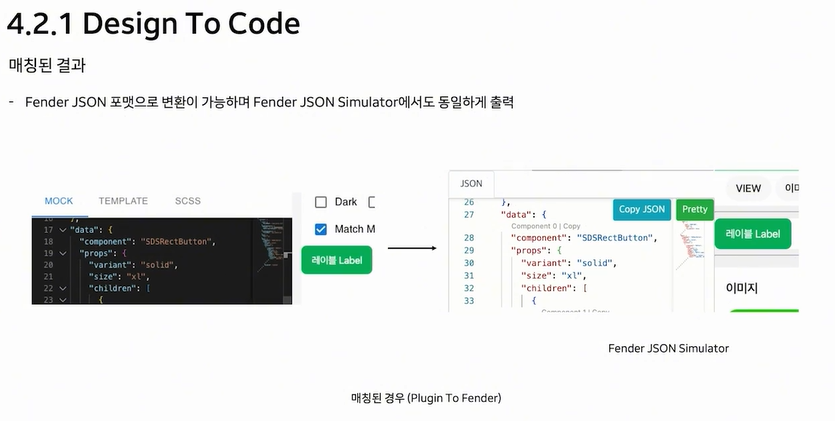 4.2.1 Design To Code
매칭된 결과
- Fender JSON 포맷으로 변환이 가능하며 Fender JSON Simulator에서도 동일하게 출력
MOCK TEMPLATE SCSS
17 "data": {
18 "component": "SDSRectButton",
19 "props": {
20 "variant": "solid",
21 "size": "xl",
22 "children": [
23 {
Dark
Match M
레이블 Label
JSON
Copy JSON Pretty
26 },
27 "data": {
Component 0 | Copy
28 "component": "SDSRectButton",
29 "props": {
30 "variant": "solid",
31 "size": "xl",
32 "children": [
33 {
Component 1 | Copy
VIEW
레이블 Label
이미지
Fender JSON Simulator
매칭된 경우 (Plugin To Fender)